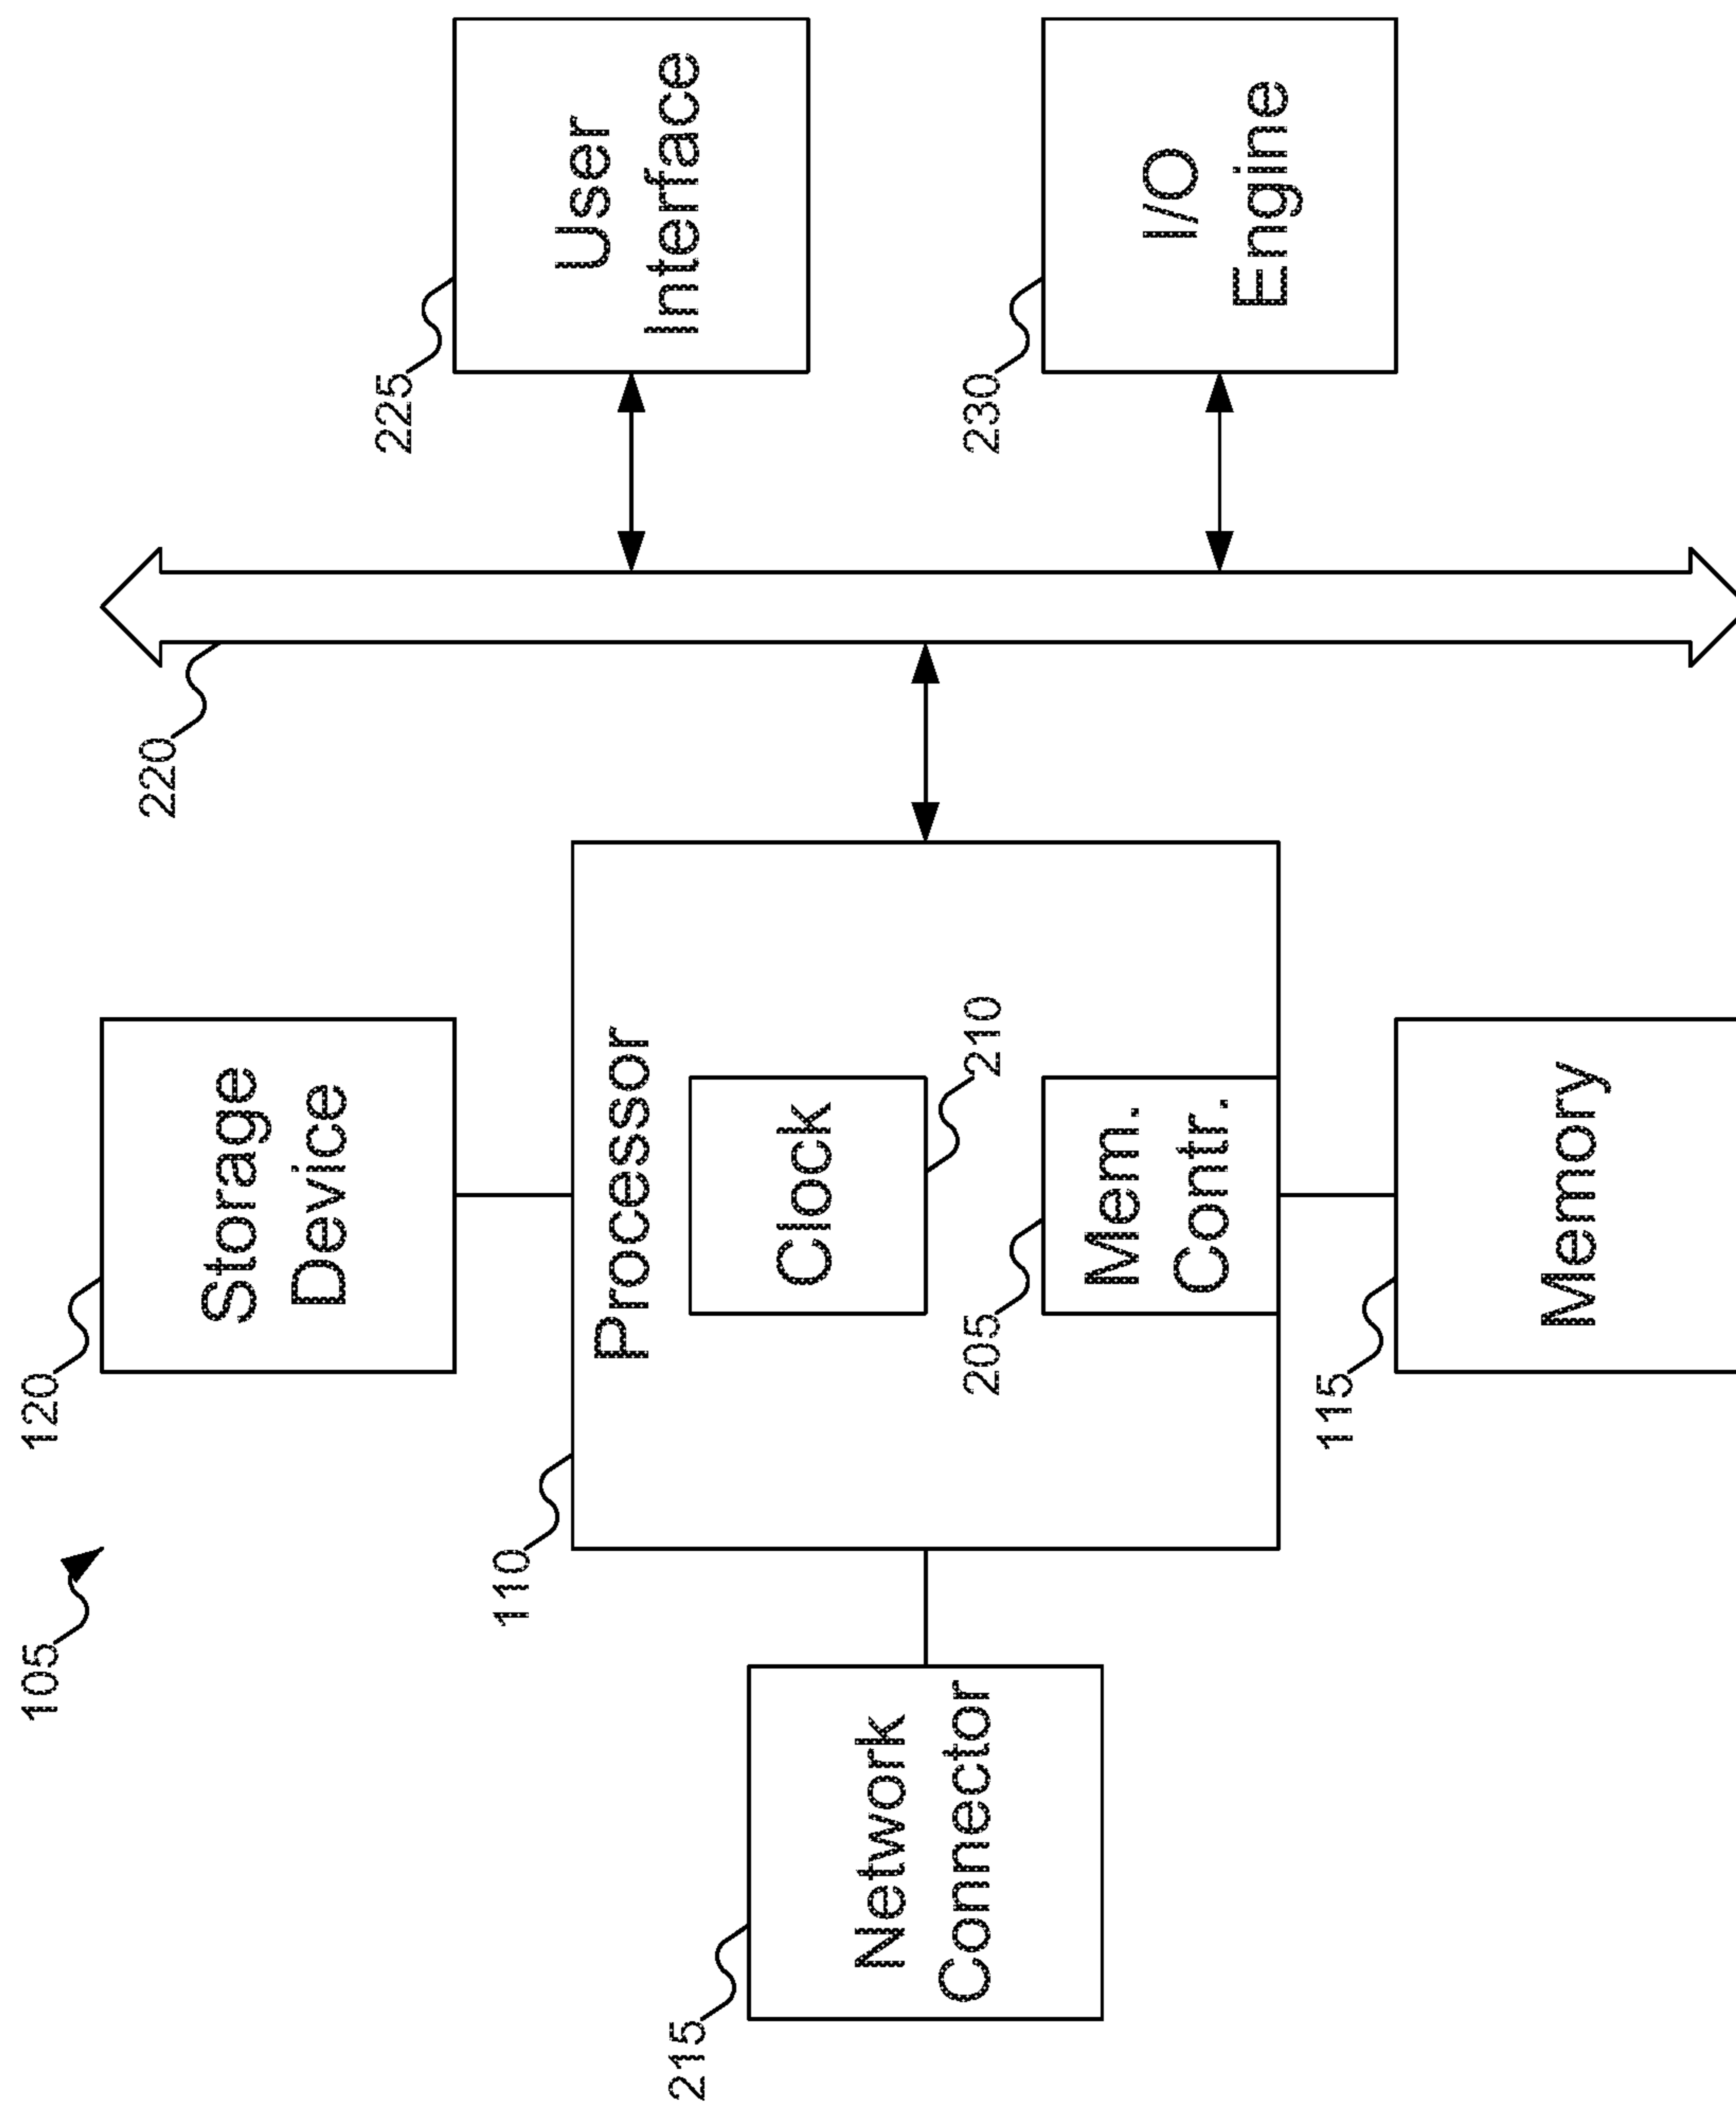 105
120
Storage
Device
220
225
User
Interface
110
Processor
Clock
210
215
Network
Connector
205
Mem.
Contr.
230
I/O
Engine
115
Memory